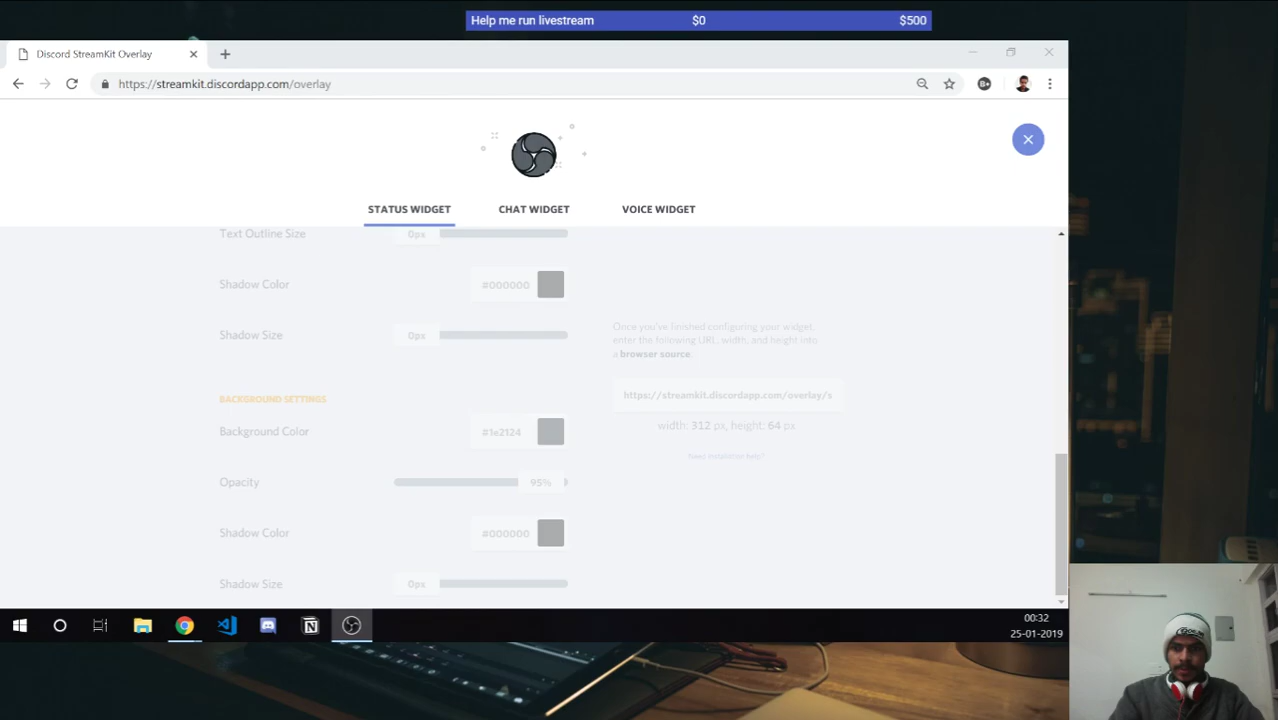 Help me run livestream $0 $500
Discord StreamKit Overlay
https://streamkit.discordapp.com/overlay
STATUS WIDGET CHAT WIDGET VOICE WIDGET
Text Outline Size 0px
Shadow Color #000000
Shadow Size 0px
Once you've finished configuring your widget,
enter the following URL, width, and height into
a browser source.
https://streamkit.discordapp.com/overlay/s
width: 312 px, height: 64 px
Need installation help?
BACKGROUND SETTINGS
Background Color #1e2124
Opacity 95%
Shadow Color #000000
Shadow Size 0px
00:32
25-01-2019